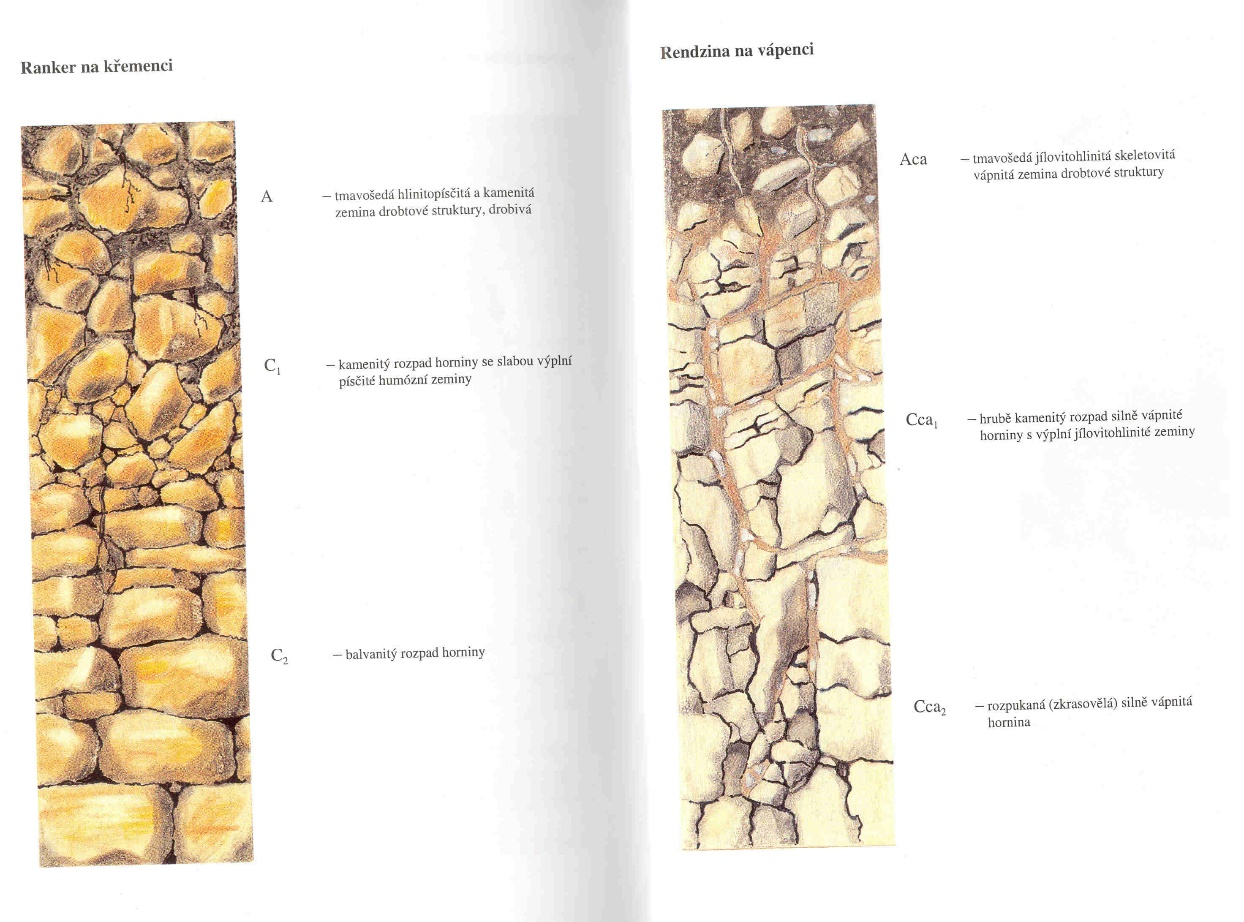 Ranker na křemenci
A – tmavošedá hlinitopísčitá a kamenitá
zemina drobtové struktury, drobivá
C1 – kamenitý rozpad horniny se slabou výplní
písčité humózní zeminy
C2 – balvanitý rozpad horniny
Rendzina na vápenci
Aca – tmavošedá jílovitohlinitá skeletovitá
vápnitá zemina drobtové struktury
Cca1 – hrubě kamenitý rozpad silně vápnité
horniny s výplní jílovitohlinité zeminy
Cca2 – rozpukaná (zkrasovělá) silně vápnitá
hornina